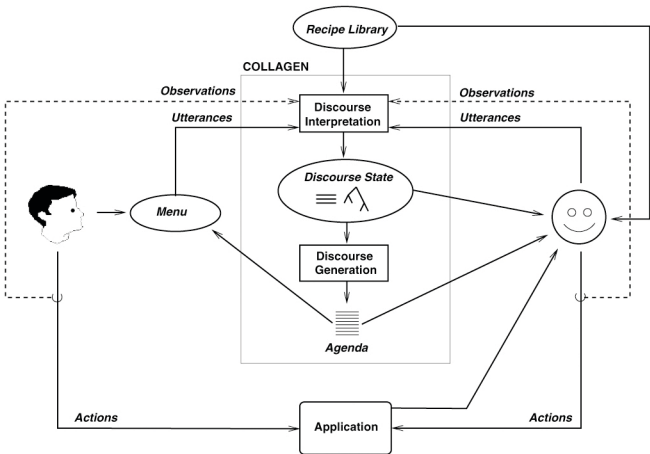 Recipe Library
COLLAGEN
Observations
Observations
Discourse
Interpretation
Utterances
Utterances
Discourse State
Menu
Discourse
Generation
Agenda
Actions
Application
Actions